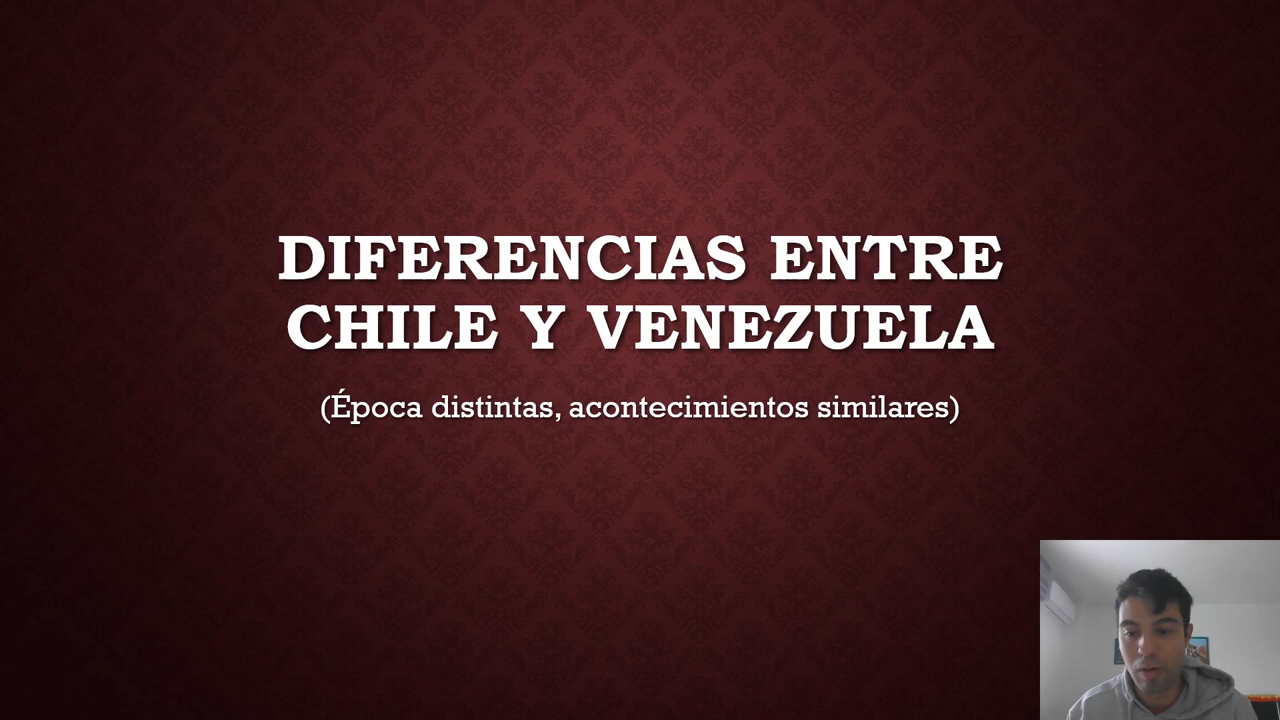 DIFERENCIAS ENTRE
CHILE Y VENEZUELA
(Época distintas, acontecimientos similares)